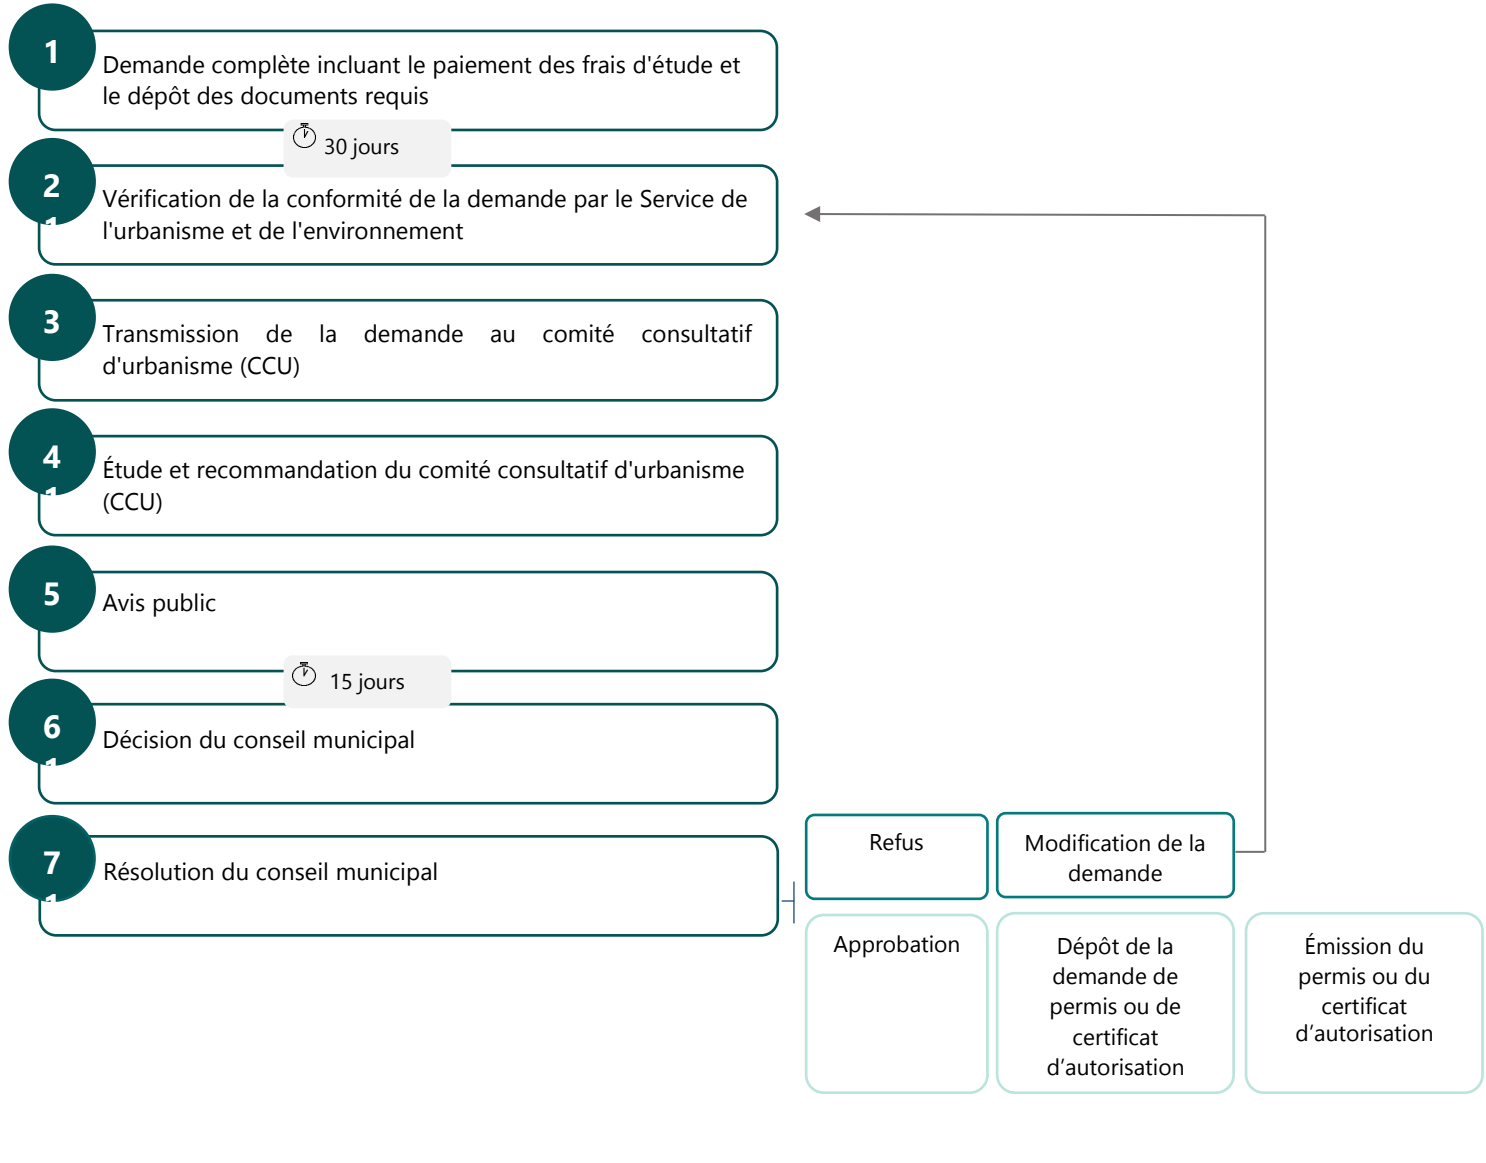 1
Demande complète incluant le paiement des frais d'étude et
le dépôt des documents requis
30 jours
2
1
Vérification de la conformité de la demande par le Service de
l'urbanisme et de l'environnement
3
Transmission de la demande au comité consultatif
d'urbanisme (CCU)
4
1
Étude et recommandation du comité consultatif d'urbanisme
(CCU)
5
Avis public
15 jours
6
1
Décision du conseil municipal
7
1
Résolution du conseil municipal
Refus
Modification de la
demande
Approbation
Dépôt de la
demande de
permis ou de
certificat
d’autorisation
Émission du
permis ou du
certificat
d’autorisation